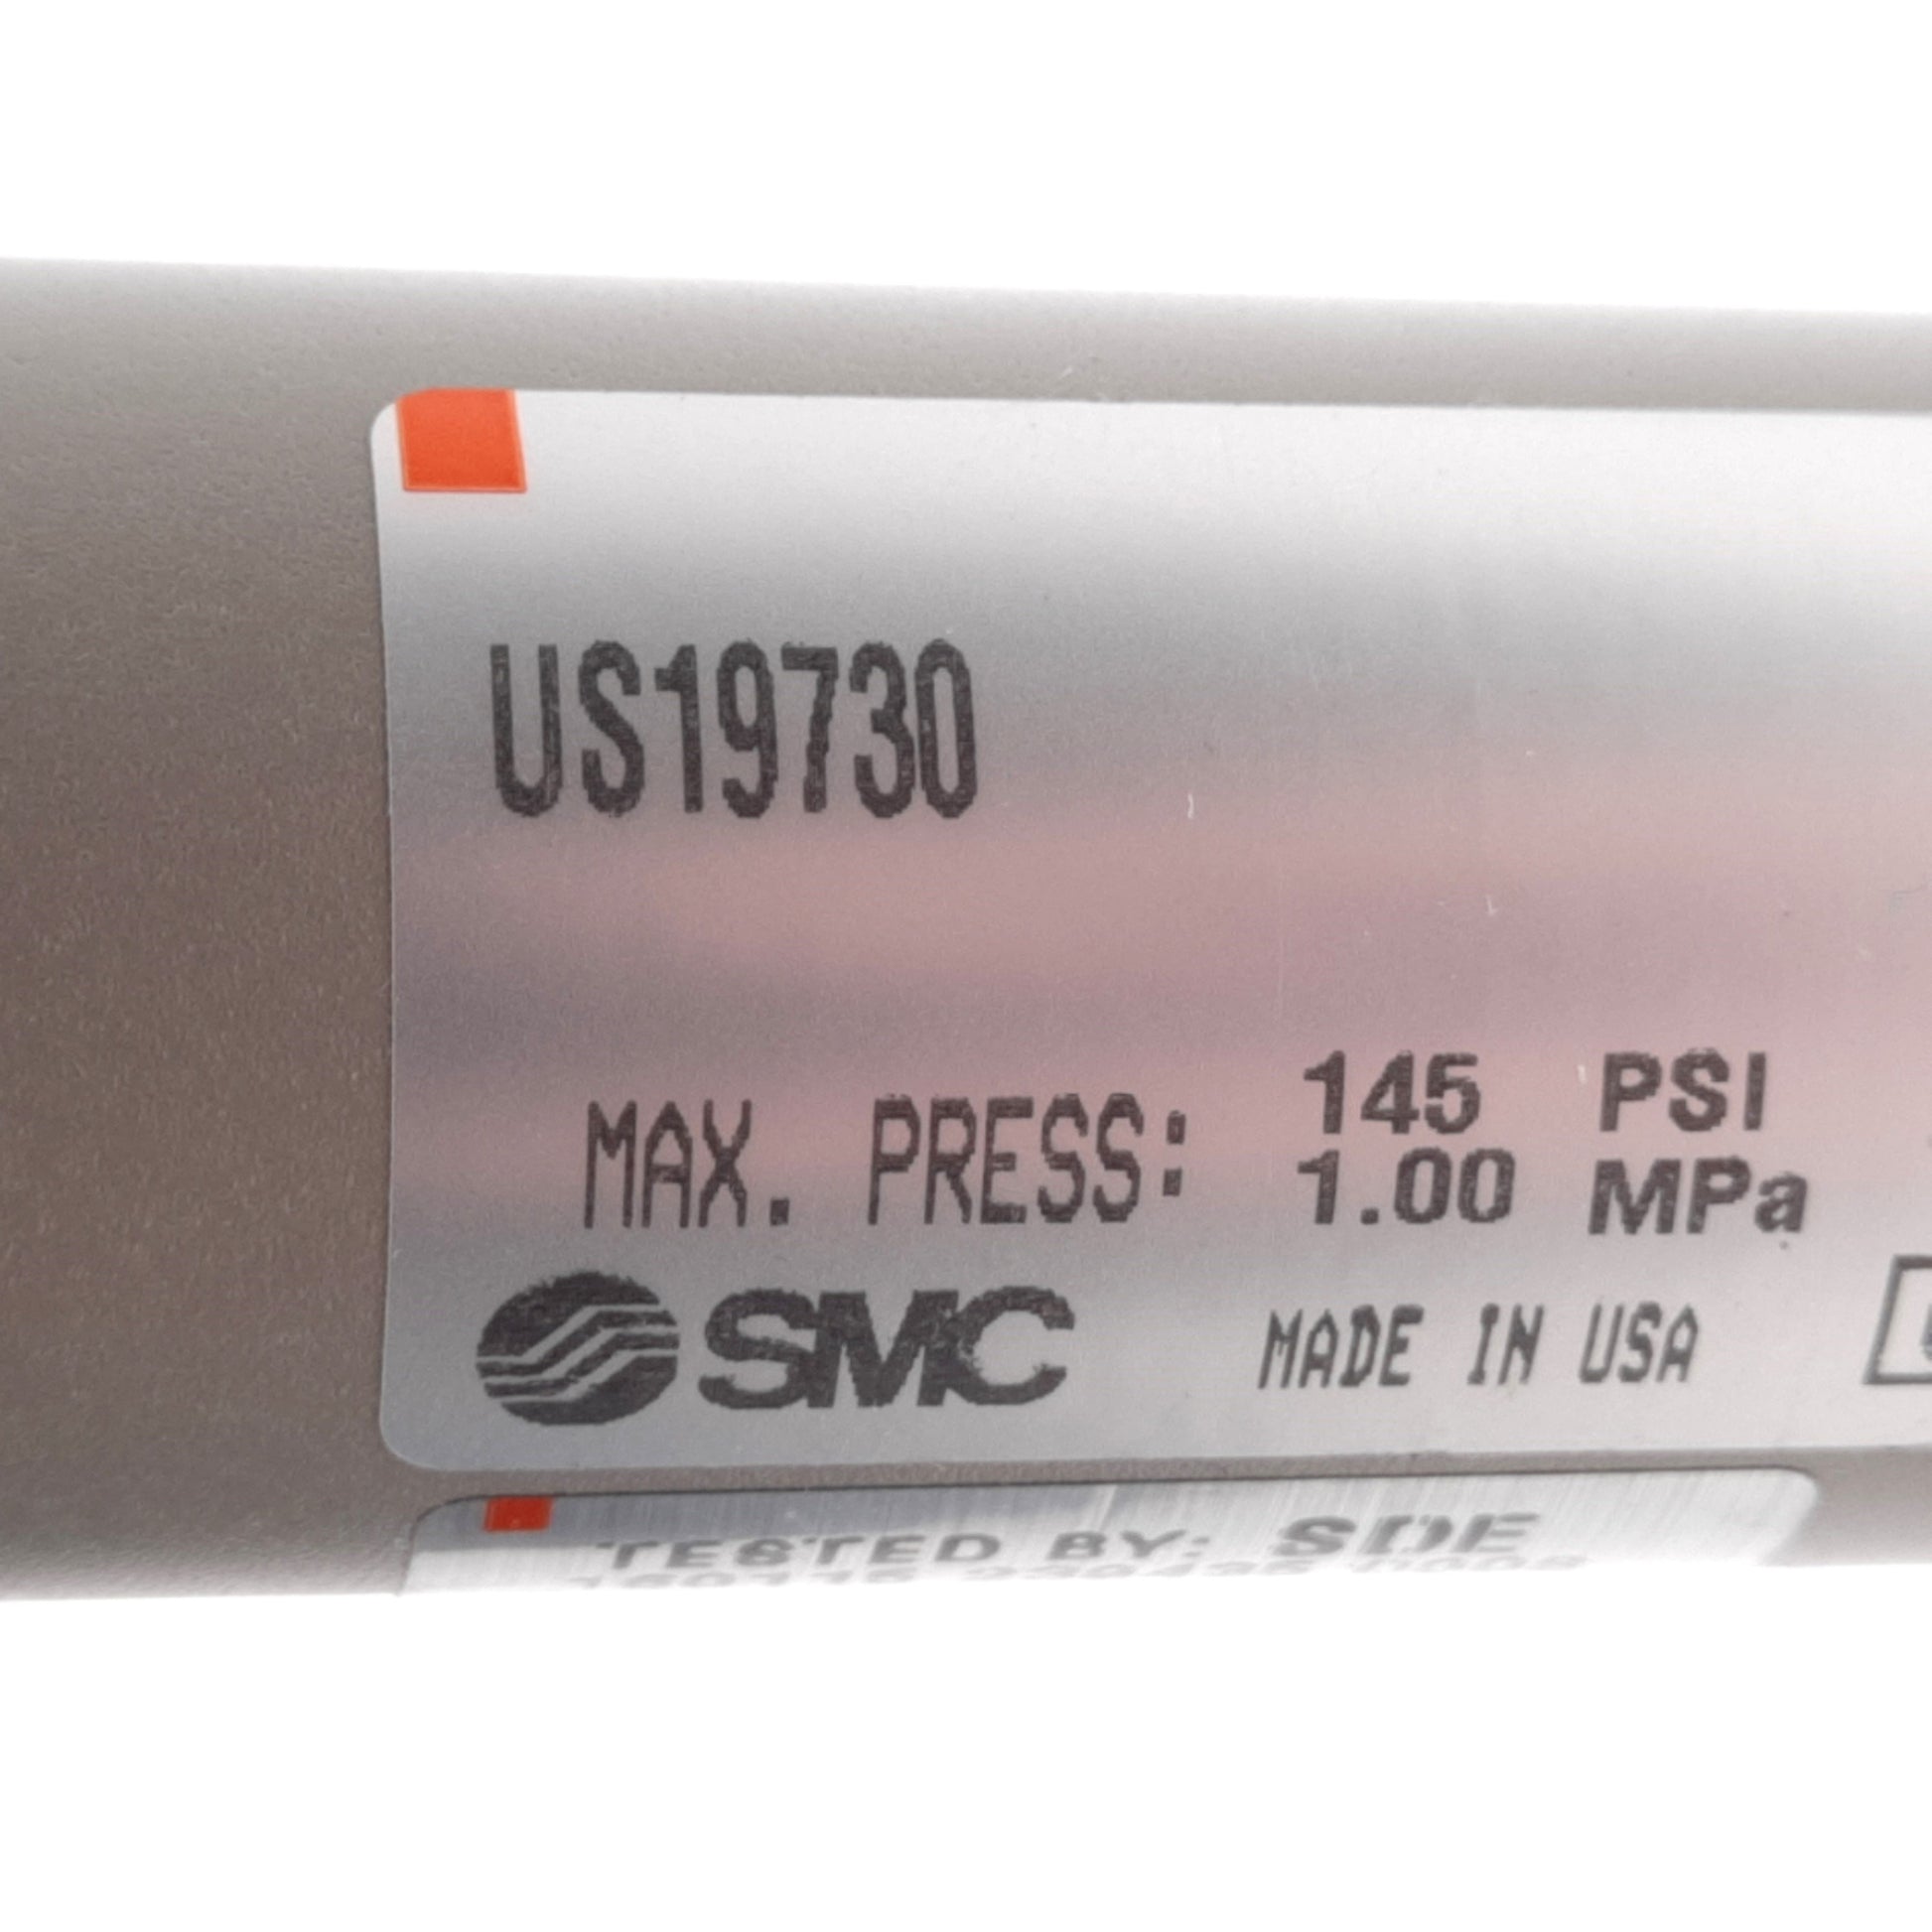 US19730
MAX. PRESS: 145 PSI
1.00 MPa
SMC MADE IN USA
TESTED BY: SDE